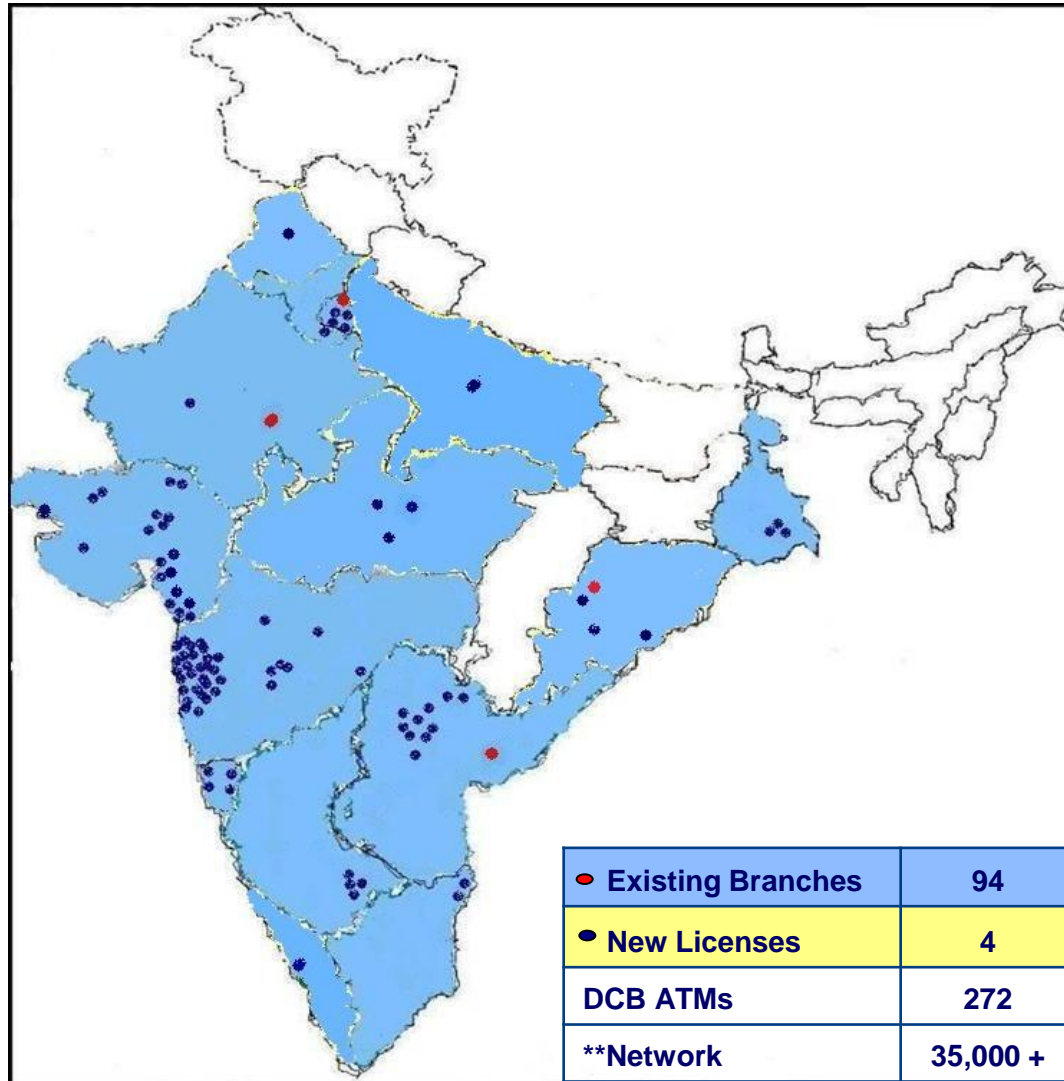 Existing Branches 94
New Licenses 4
DCB ATMs 272
**Network 35,000 +